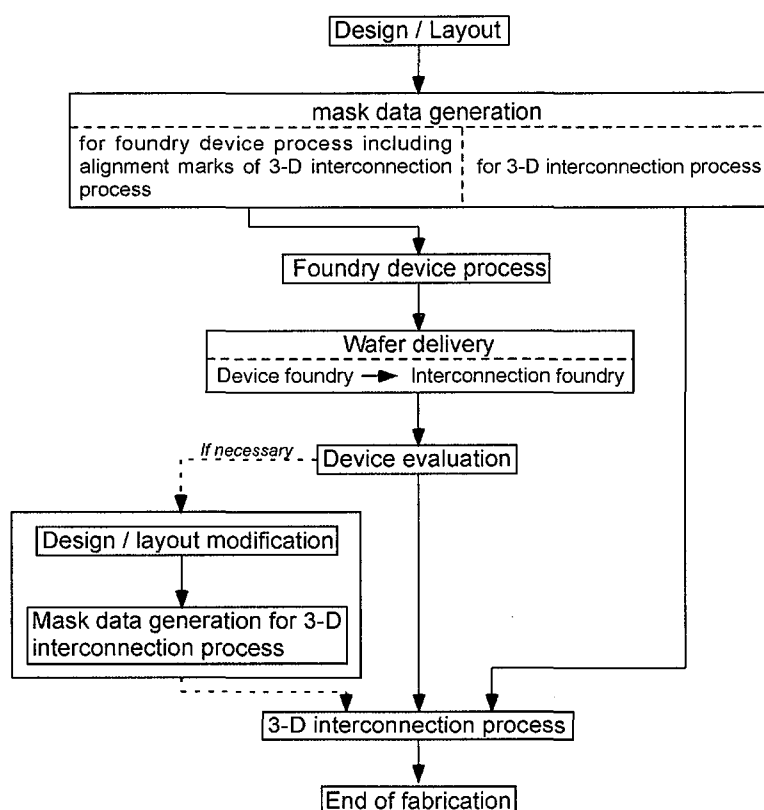 Design / Layout
mask data generation
for foundry device process including
alignment marks of 3-D interconnection
process
for 3-D interconnection process
Foundry device process
Wafer delivery
Device foundry → Interconnection foundry
If necessary
Device evaluation
Design / layout modification
Mask data generation for 3-D
interconnection process
3-D interconnection process
End of fabrication